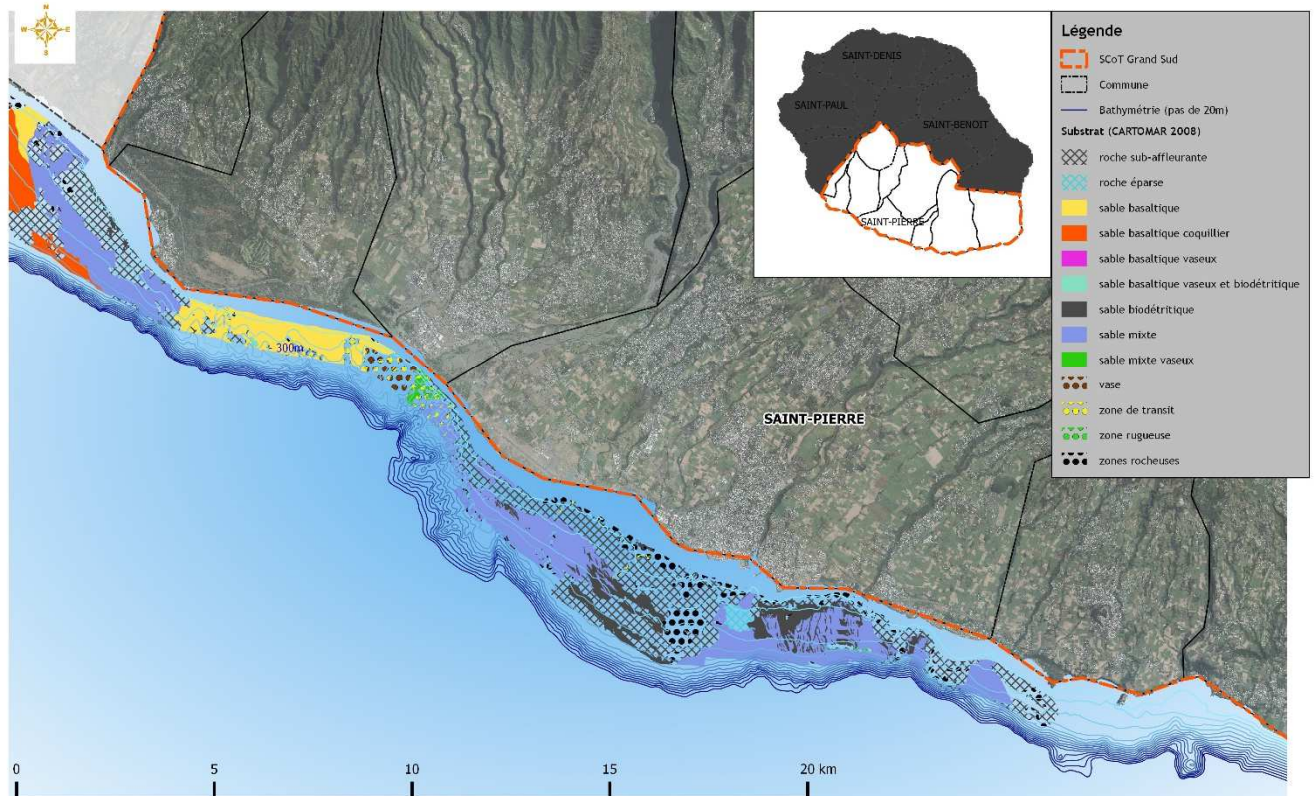 N
W E
S
SAINT-DENIS
SAINT-PAUL
SAINT-BENOIT
SAINT-PIERRE
Légende
SCoT Grand Sud
Commune
Bathymétrie (pas de 20m)
Substrat (CARTOMAR 2008)
roche sub-affleurante
roche éparse
sable basaltique
sable basaltique coquillier
sable basaltique vaseux
sable basaltique vaseux et biodétritique
sable biodétritique
sable mixte
sable mixte vaseux
vase
zone de transit
zone rugueuse
zones rocheuses
- 300m
SAINT-PIERRE
0 5 10 15 20 km